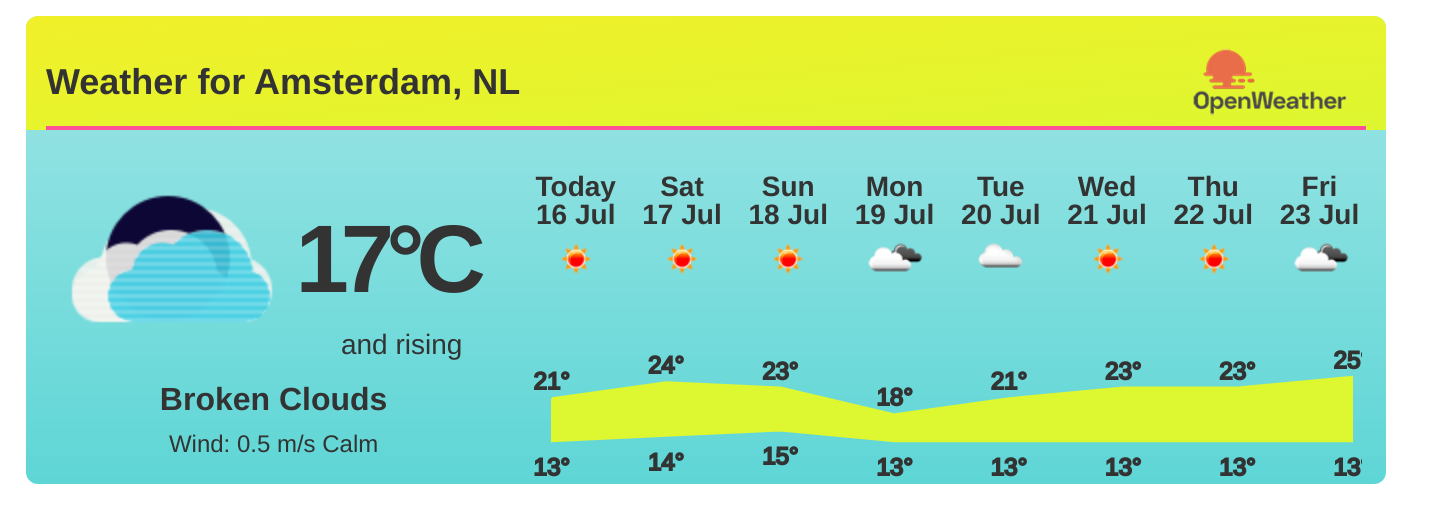 Weather for Amsterdam, NL
OpenWeather
17°C
and rising
Broken Clouds
Wind: 0.5 m/s Calm
Today Sat Sun Mon Tue Wed Thu Fri
16 Jul 17 Jul 18 Jul 19 Jul 20 Jul 21 Jul 22 Jul 23 Jul
21° 24° 23° 18° 21° 23° 23° 25°
13° 14° 15° 13° 13° 13° 13° 13°